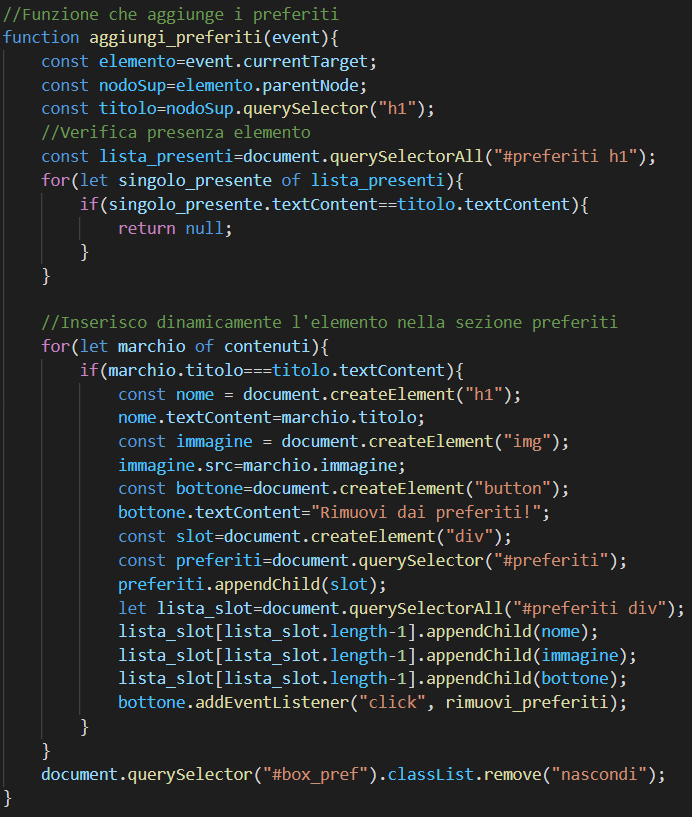 //Funzione che aggiunge i preferiti
function aggiungi_preferiti(event){
    const elemento=event.currentTarget;
    const nodoSup=elemento.parentNode;
    const titolo=nodoSup.querySelector("h1");
    //Verifica presenza elemento
    const lista_presenti=document.querySelectorAll("#preferiti h1");
    for(let singolo_presente of lista_presenti){
        if(singolo_presente.textContent==titolo.textContent){
            return null;
        }
    }

    //Inserisco dinamicamente l'elemento nella sezione preferiti
    for(let marchio of contenuti){
        if(marchio.titolo===titolo.textContent){
            const nome = document.createElement("h1");
            nome.textContent=marchio.titolo;
            const immagine = document.createElement("img");
            immagine.src=marchio.immagine;
            const bottone=document.createElement("button");
            bottone.textContent="Rimuovi dai preferiti!";
            const slot=document.createElement("div");
            const preferiti=document.querySelector("#preferiti");
            preferiti.appendChild(slot);
            let lista_slot=document.querySelectorAll("#preferiti div");
            lista_slot[lista_slot.length-1].appendChild(nome);
            lista_slot[lista_slot.length-1].appendChild(immagine);
            lista_slot[lista_slot.length-1].appendChild(bottone);
            bottone.addEventListener("click", rimuovi_preferiti);
        }
    }
    document.querySelector("#box_pref").classList.remove("nascondi");
}